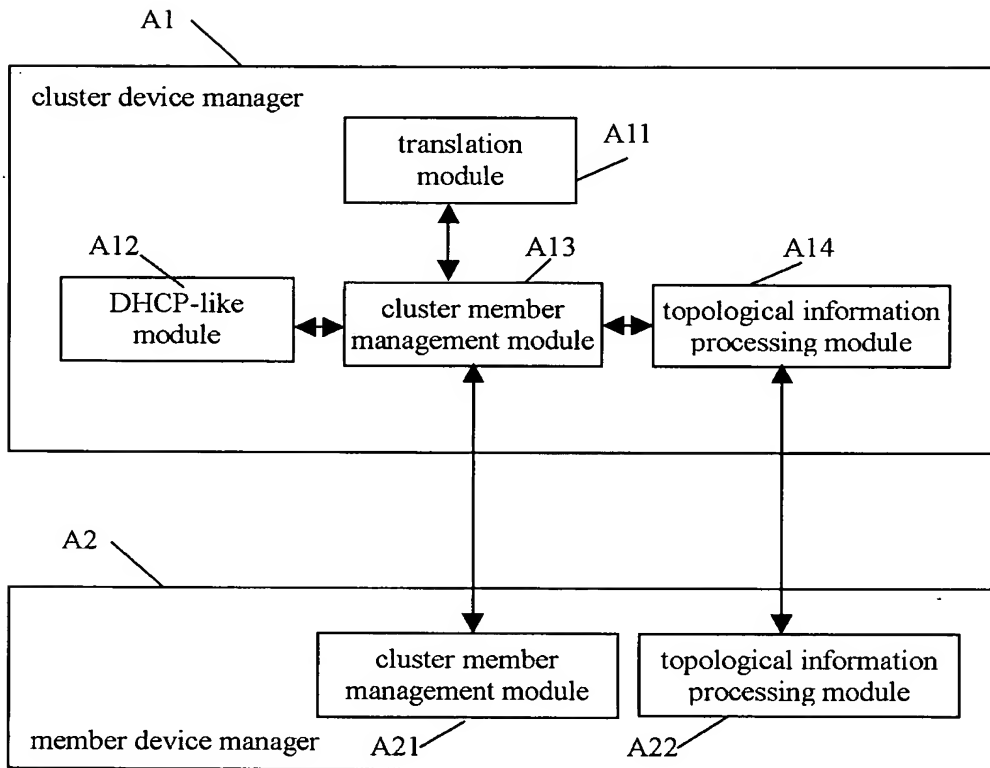 A1
cluster device manager
translation
module
A11
A12
A13
A14
DHCP-like
module
cluster member
management module
topological information
processing module
A2
cluster member
management module
topological information
processing module
member device manager
A21
A22